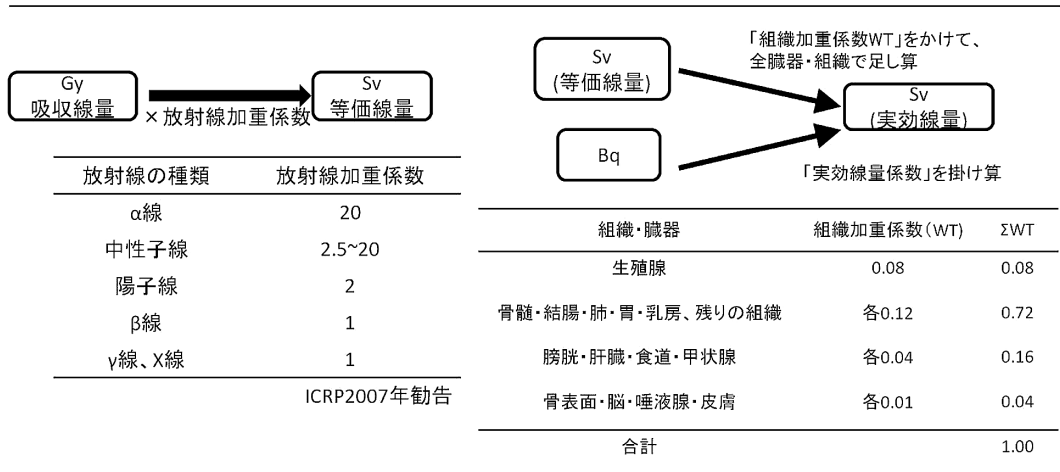 Gy
吸収線量
×放射線加重係数
Sv
等価線量
放射線の種類 放射線加重係数
α線 20
中性子線 2.5~20
陽子線 2
β線 1
γ線、X線 1
ICRP2007年勧告
Sv
(等価線量)
Bq
「組織加重係数WT」をかけて、
全臓器・組織で足し算
Sv
(実効線量)
「実効線量係数」を掛け算
組織・臓器 組織加重係数(WT) ΣWT
生殖腺 0.08 0.08
骨髄・結腸・肺・胃・乳房、残りの組織 各0.12 0.72
膀胱・肝臓・食道・甲状腺 各0.04 0.16
骨表面・脳・唾液腺・皮膚 各0.01 0.04
合計 1.00